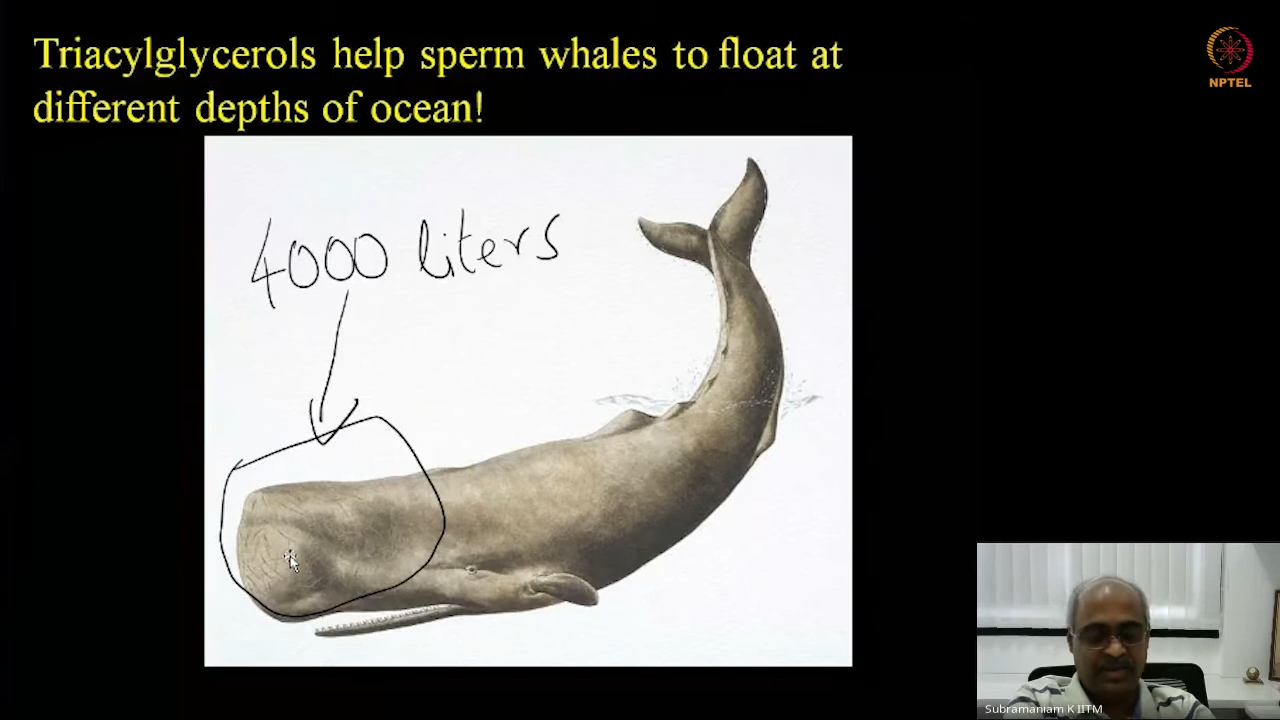 Triacylglycerols help sperm whales to float at
different depths of ocean!
NPTEL
4000 liters
Subramaniam K IITM